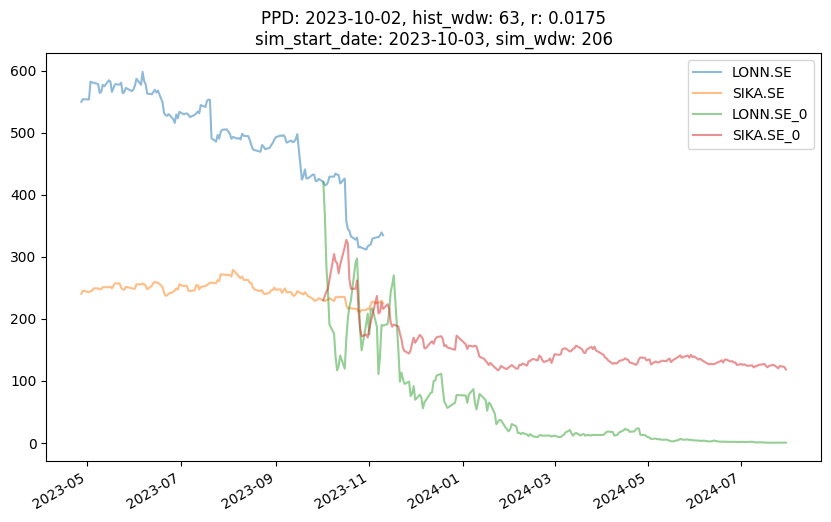 PPD: 2023-10-02, hist_wdw: 63, r: 0.0175
sim_start_date: 2023-10-03, sim_wdw: 206
LONN.SE
SIKA.SE
LONN.SE_0
SIKA.SE_0
600
500
400
300
200
100
0
2023-05
2023-07
2023-09
2023-11
2024-01
2024-03
2024-05
2024-07